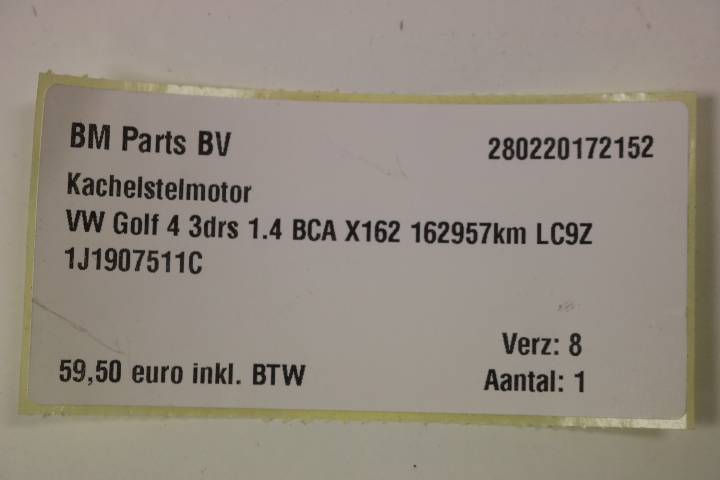 BM Parts BV 280220172152
Kachelstelmotor
VW Golf 4 3drs 1.4 BCA X162 162957km LC9Z
1J1907511C
Verz: 8
59,50 euro inkl. BTW Aantal: 1